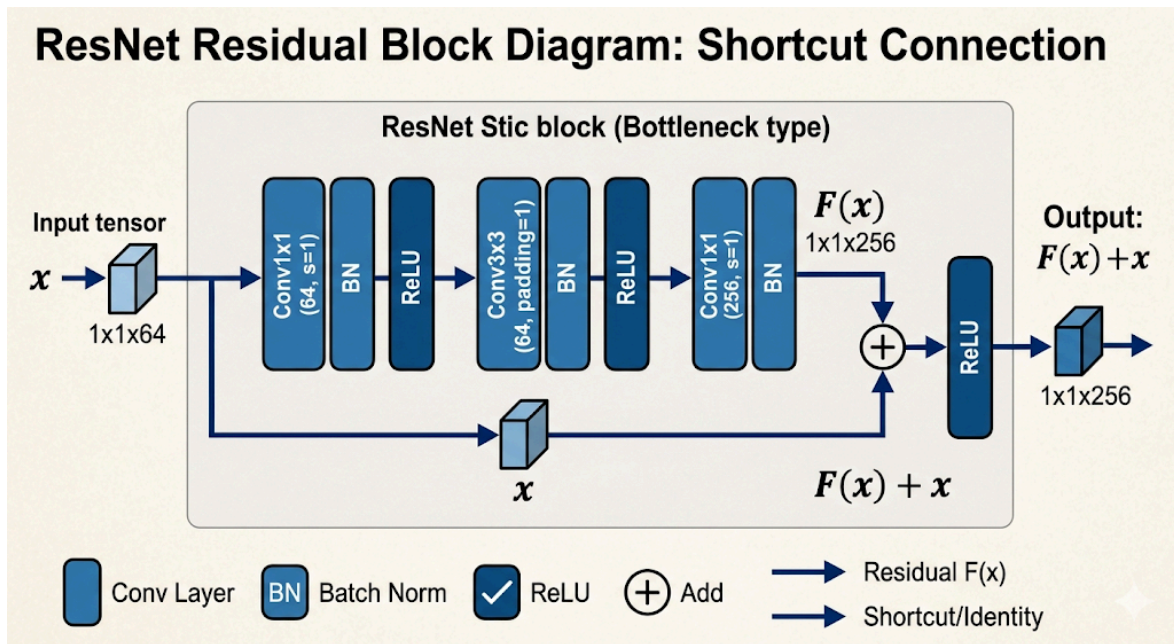 ResNet Residual Block Diagram: Shortcut Connection
ResNet Stic block (Bottleneck type)
Input tensor
x
1x1x64
Conv1x1
(64, s=1)
BN
ReLU
Conv3x3
(64, padding=1)
BN
ReLU
Conv1x1
(256, s=1)
BN
F(x)
1x1x256
+
x
F(x) + x
ReLU
Output:
F(x)+x
1x1x256
Conv Layer
BN Batch Norm
ReLU
+ Add
Residual F(x)
Shortcut/Identity